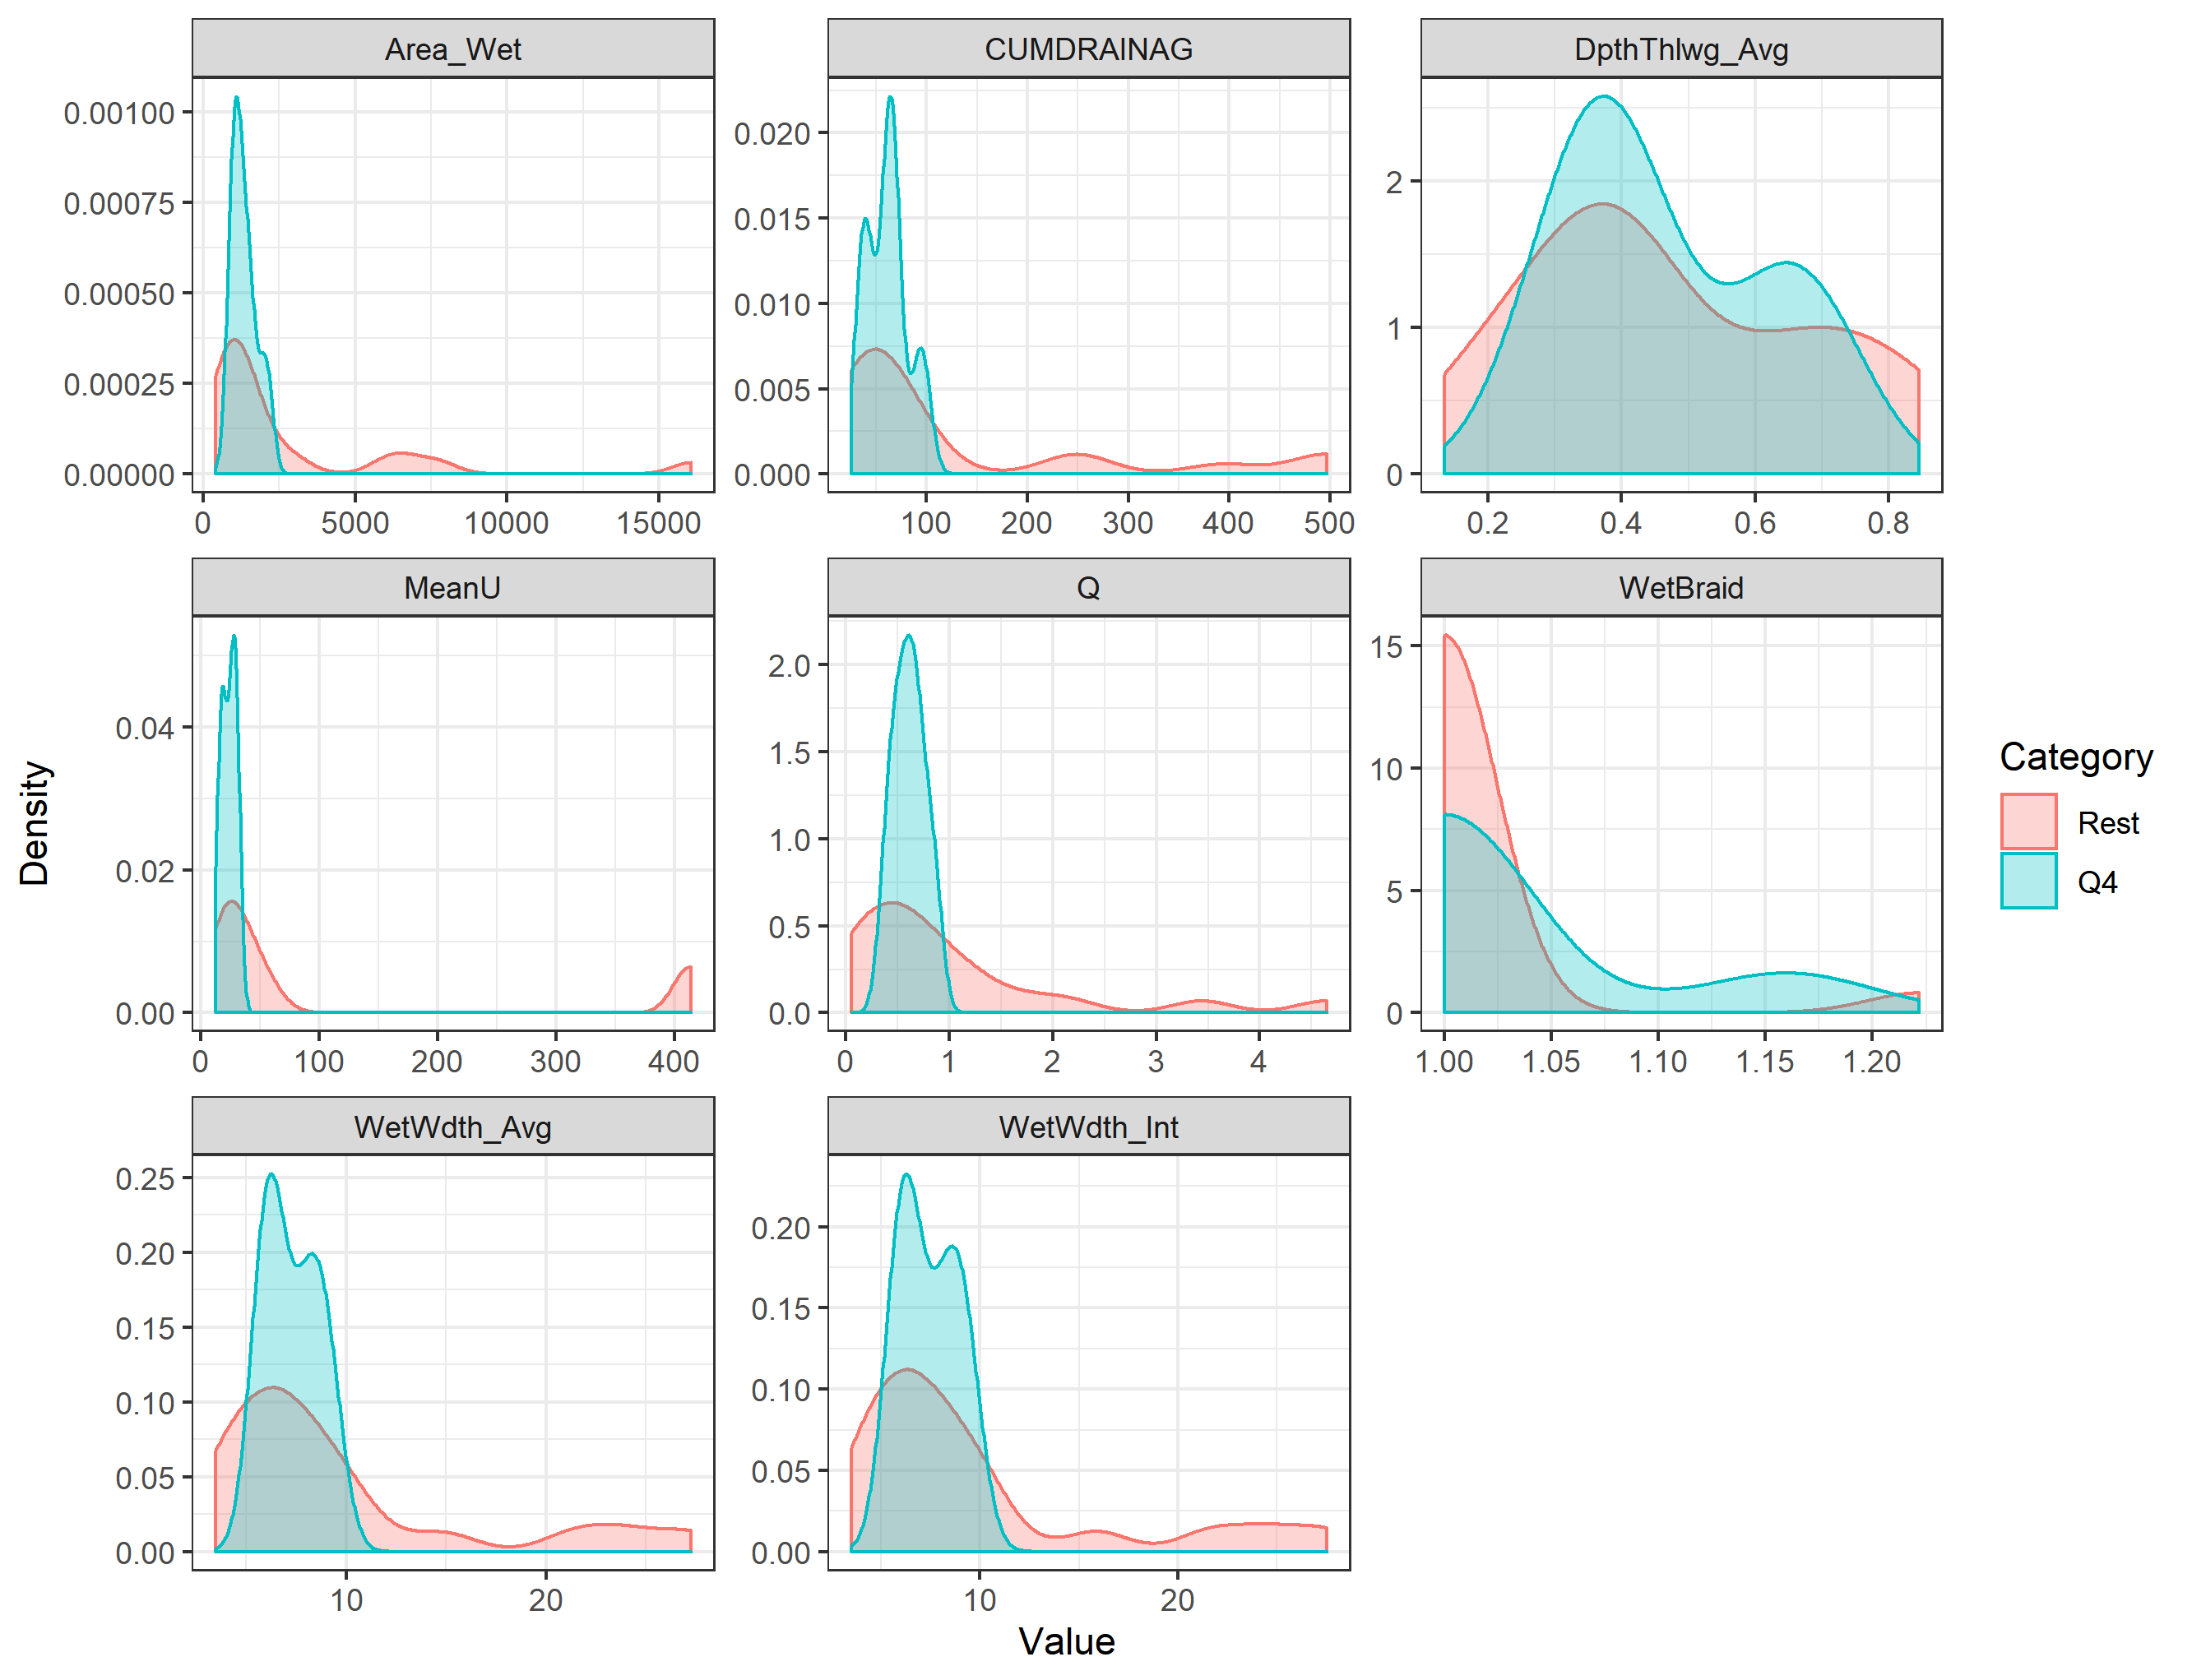 Area_Wet CUMDRAINAG DpthThlwg_Avg
0.00100
0.00075
0.00050
0.00025
0.00000
0 5000 10000 15000
0.020
0.015
0.010
0.005
0.000
100 200 300 400 500
2
1
0
0.2 0.4 0.6 0.8
MeanU Q WetBraid
0.04
0.02
0.00
0 100 200 300 400
2.0
1.5
1.0
0.5
0.0
0 1 2 3 4
15
10
5
0
1.00 1.05 1.10 1.15 1.20
WetWdth_Avg WetWdth_Int
0.25
0.20
0.15
0.10
0.05
0.00
10 20
0.20
0.15
0.10
0.05
0.00
10 20
Density
Value
Category
Rest
Q4